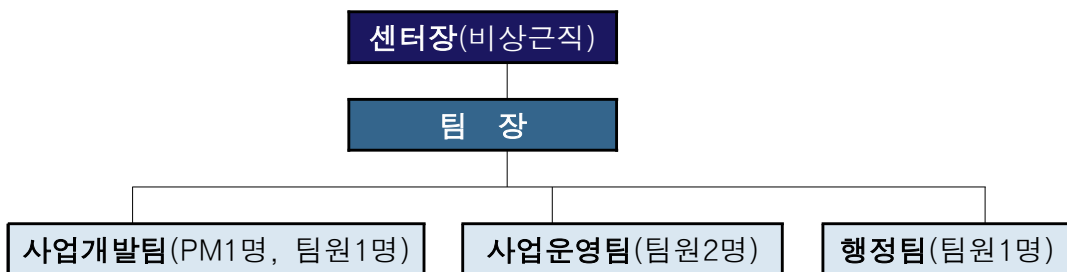 센터장(비상근직)
팀 장
사업개발팀(PM1명, 팀원1명)
사업운영팀(팀원2명)
행정팀(팀원1명)